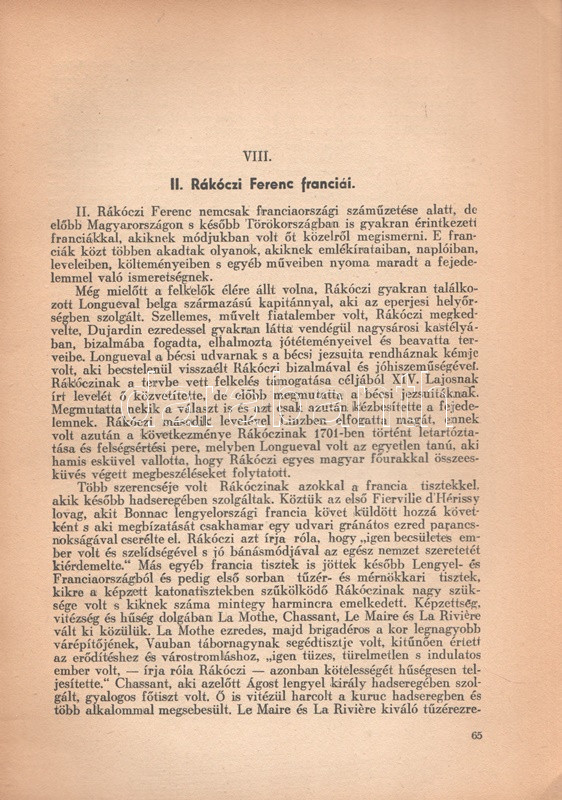 VIII.
II. Rákóczi Ferenc franciái.
II. Rákóczi Ferenc nemcsak franciaországi száműzetése alatt, de
előbb Magyarországon s később Törökországban is gyakran érintkezett
franciákkal, akiknek módjukban volt őt közelről megismerni. E fran-
ciák közt többen akadtak olyanok, akiknek emlékirataiban, naplóiban,
leveleiben, költeményeiben s egyéb műveiben nyoma maradt a fejede-
lemmel való ismeretségnek.
Még mielőtt a felkelők élére állt volna, Rákóczi gyakran találko-
zott Longueval belga származású kapitánnyal, aki az eperjesi helyőr-
ségben szolgált. Szellemes, művelt fiatalember volt, Rákóczi megked-
velte, Dujardin ezredessel gyakran látta vendégül nagysárosi kastélyá-
ban, bizalmába fogadta, elhalmozta jótéteményeivel és beavatta ter-
veibe. Longueval a bécsi udvarnak s a bécsi jezsuita rendháznak kémje
volt, aki becstelenül visszaélt Rákóczi bizalmával és jóhiszeműségével.
Rákóczinak a tervbe vett felkelés támogatása céljából XIV. Lajosnak
írt levelét ő közvetítette, de előbb megmutatta a bécsi jezsuitáknak.
Megmutatta nekik a választ is és azt csak azután kézbesítette a fejede-
lemnek. Rákóczi második levelével Linzben elfogatta magát, ennek
volt azután a következménye Rákóczinak 1701-ben történt letartózta-
tása és felségsértési pere, melyben Longueval volt az egyetlen tanú, aki
hamis esküvel vallotta, hogy Rákóczi egyes magyar főurakkal összees-
küvés végett megbeszéléseket folytatott.
Több szerencséje volt Rákóczinak azokkal a francia tisztekkel,
akik később hadseregében szolgáltak. Köztük az első Fierville d'Hérissy
lovag, akit Bonnac lengyelországi francia követ küldött hozzá követ-
ként s aki megbízatását csakhamar egy udvari gránátos ezred parancs-
nokságával cserélte el. Rákóczi azt írja róla, hogy „igen becsületes em-
ber volt és szelídségével s jó bánásmódjával az egész nemzet szeretetét
kiérdemelte." Más egyéb francia tisztek is jöttek később Lengyel- és
Franciaországból és pedig első sorban tűzér- és mérnökkari tisztek,
kikre a képzett katonatisztekben szűkölködő Rákóczinak nagy szük-
sége volt s kiknek száma mintegy harmincra emelkedett. Képzettség,
vitézség és hűség dolgában La Mothe, Chassant, Le Maire és La Rivière
vált ki közülük. La Mothe ezredes, majd brigadéros a kor legnagyobb
várépítőjének, Vauban tábornagynak segédtisztje volt, kitűnően értett
az erődítéshez és várostromláshoz, „igen tüzes, türelmetlen s indulatos
ember volt, — írja róla Rákóczi — azonban kötelességét hűségesen tel-
jesítette." Chassant, aki azelőtt Ágost lengyel király hadseregében szol-
gált, gyalogos főtiszt volt. Ő is vitézül harcolt a kuruc hadseregben és
több alkalommal megsebesült. Le Maire és La Rivière kiváló tűzérezre-
65
darabanth